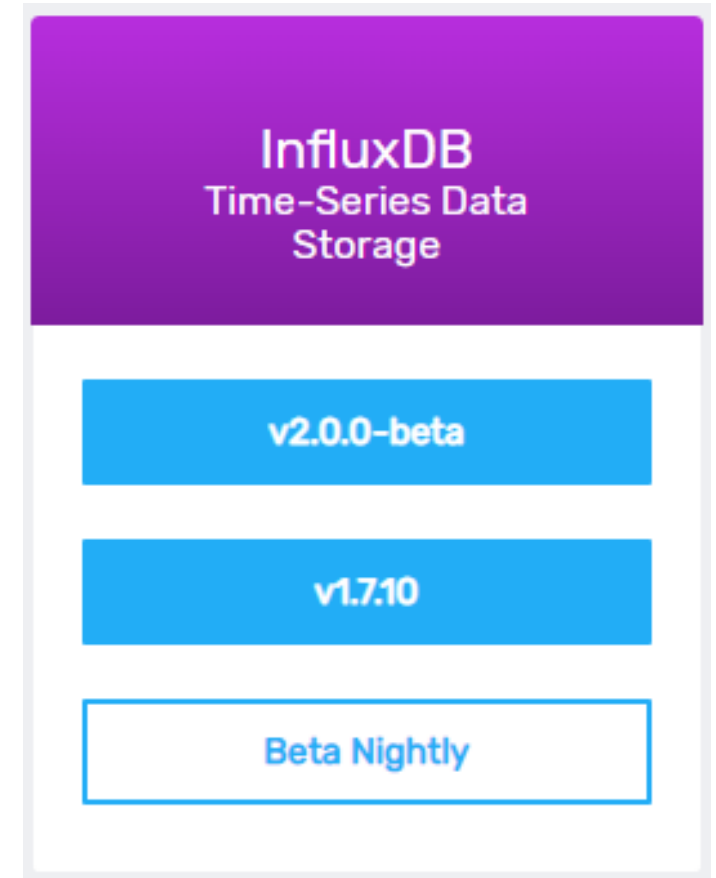 InfluxDB
Time-Series Data
Storage
v2.0.0-beta
v1.7.10
Beta Nightly